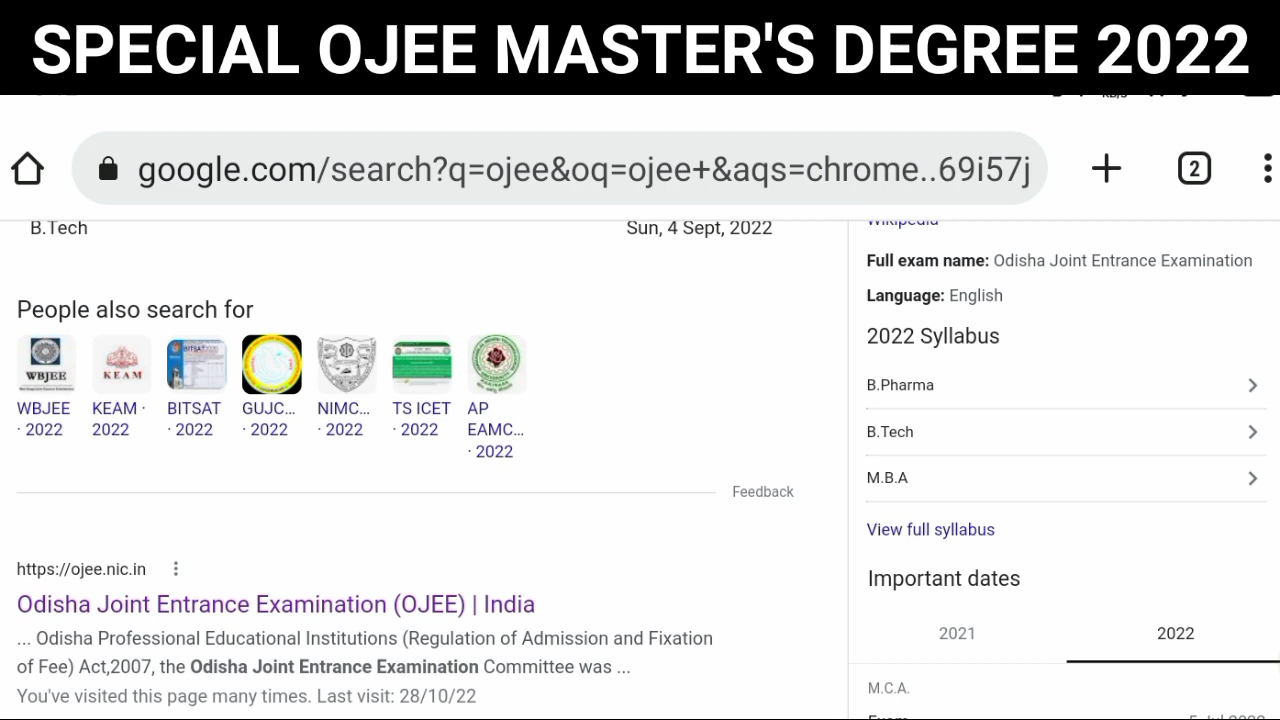 SPECIAL OJEE MASTER'S DEGREE 2022
google.com/search?q=ojee&oq=ojee+&aqs=chrome..69i57j
2
B.Tech
Sun, 4 Sept, 2022
People also search for
WBJEE
KEAM
WBJEE · 2022
KEAM · 2022
BITSAT · 2022
GUJC... · 2022
NIMC... · 2022
TS ICET · 2022
AP EAMC... · 2022
Feedback
https://ojee.nic.in
Odisha Joint Entrance Examination (OJEE) | India
... Odisha Professional Educational Institutions (Regulation of Admission and Fixation
of Fee) Act,2007, the Odisha Joint Entrance Examination Committee was ...
You've visited this page many times. Last visit: 28/10/22
Wikipedia
Full exam name: Odisha Joint Entrance Examination
Language: English
2022 Syllabus
B.Pharma
B.Tech
M.B.A
View full syllabus
Important dates
2021
2022
M.C.A.
Exam